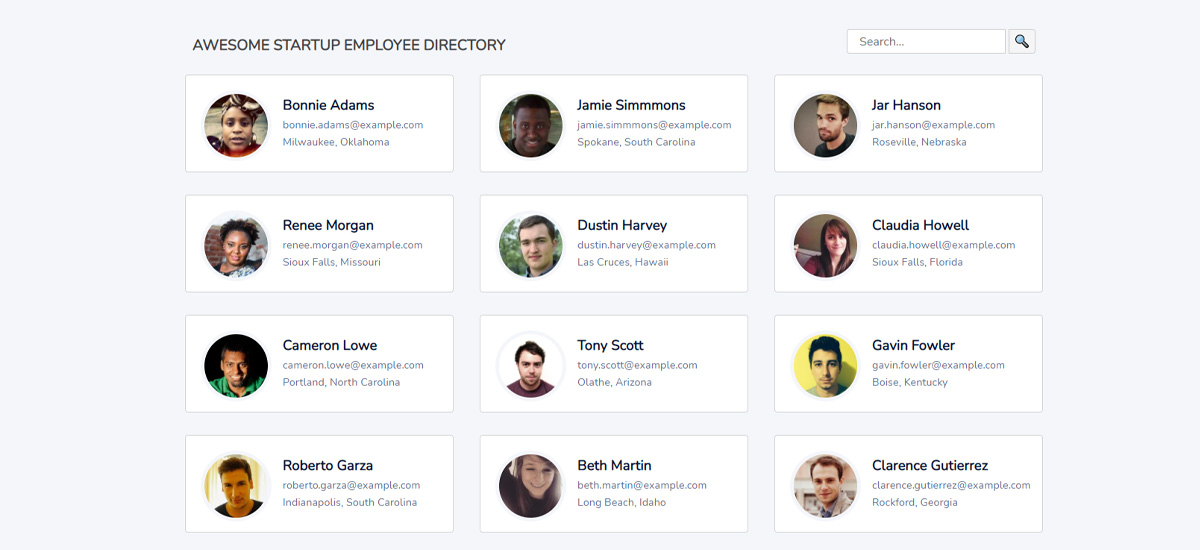 AWESOME STARTUP EMPLOYEE DIRECTORY
Search...
Bonnie Adams
bonnie.adams@example.com
Milwaukee, Oklahoma
Jamie Simmmons
jamie.simmmons@example.com
Spokane, South Carolina
Jar Hanson
jar.hanson@example.com
Roseville, Nebraska
Renee Morgan
renee.morgan@example.com
Sioux Falls, Missouri
Dustin Harvey
dustin.harvey@example.com
Las Cruces, Hawaii
Claudia Howell
claudia.howell@example.com
Sioux Falls, Florida
Cameron Lowe
cameron.lowe@example.com
Portland, North Carolina
Tony Scott
tony.scott@example.com
Olathe, Arizona
Gavin Fowler
gavin.fowler@example.com
Boise, Kentucky
Roberto Garza
roberto.garza@example.com
Indianapolis, South Carolina
Beth Martin
beth.martin@example.com
Long Beach, Idaho
Clarence Gutierrez
clarence.gutierrez@example.com
Rockford, Georgia